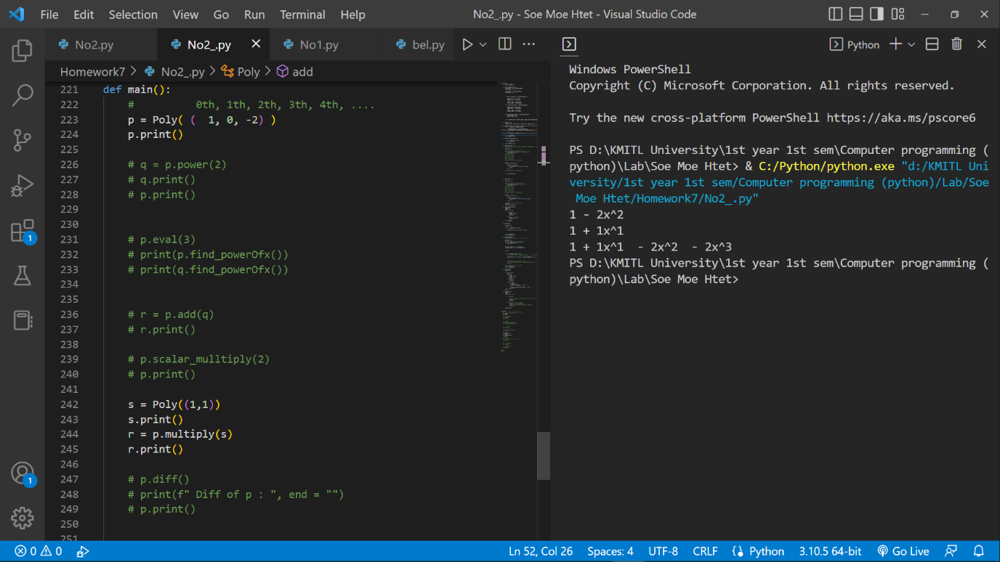 File Edit Selection View Go Run Terminal Help No2_.py - Soe Moe Htet - Visual Studio Code
No2.py No2_.py No1.py bel.py
Python
Homework7 No2_.py Poly add
221 def main():
222 # 0th, 1th, 2th, 3th, 4th, ....
223 p = Poly( ( 1, 0, -2) )
224 p.print()
225
226 # q = p.power(2)
227 # q.print()
228 # p.print()
229
230
231 # p.eval(3)
232 # print(p.find_powerOfx())
233 # print(q.find_powerOfx())
234
235
236 # r = p.add(q)
237 # r.print()
238
239 # p.scalar_mulltiply(2)
240 # p.print()
241
242 s = Poly((1,1))
243 s.print()
244 r = p.multiply(s)
245 r.print()
246
247 # p.diff()
248 # print(f" Diff of p : ", end = "")
249 # p.print()
250
251
Windows PowerShell
Copyright (C) Microsoft Corporation. All rights reserved.
Try the new cross-platform PowerShell https://aka.ms/pscore6
PS D:\KMITL University\1st year 1st sem\Computer programming (
python)\Lab\Soe Moe Htet> & C:/Python/python.exe "d:/KMITL Uni
versity/1st year 1st sem/Computer programming (python)/Lab/Soe
Moe Htet/Homework7/No2_.py"
1 - 2x^2
1 + 1x^1
1 + 1x^1 - 2x^2 - 2x^3
PS D:\KMITL University\1st year 1st sem\Computer programming (
python)\Lab\Soe Moe Htet>
1
1
0 0 Ln 52, Col 26 Spaces: 4 UTF-8 CRLF Python 3.10.5 64-bit Go Live